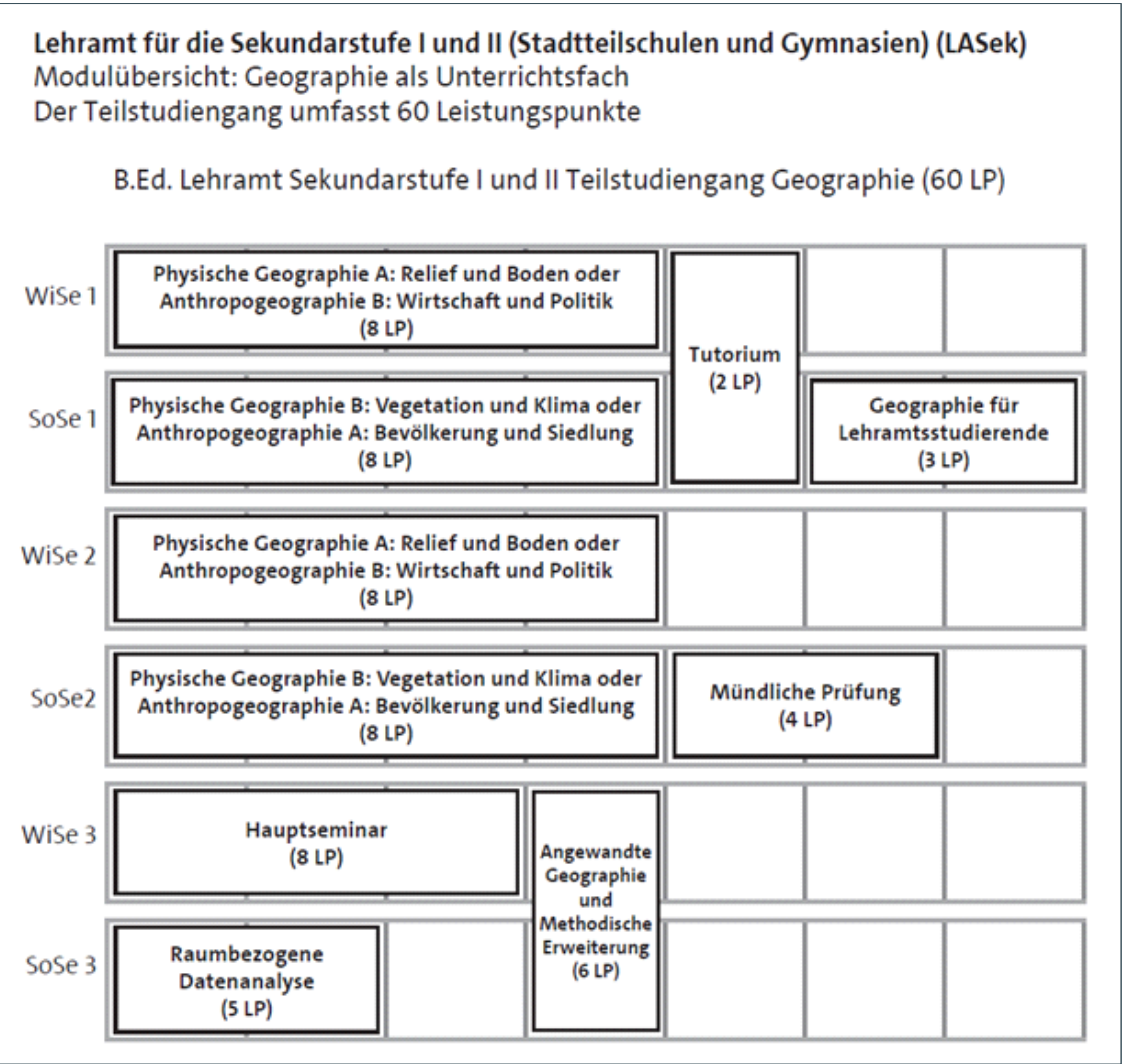 Lehramt für die Sekundarstufe I und II (Stadtteilschulen und Gymnasien) (LASek)
Modulübersicht: Geographie als Unterrichtsfach
Der Teilstudiengang umfasst 60 Leistungspunkte
B.Ed. Lehramt Sekundarstufe I und II Teilstudiengang Geographie (60 LP)
WiSe 1
Physische Geographie A: Relief und Boden oder
Anthropogeographie B: Wirtschaft und Politik
(8 LP)
Tutorium
(2 LP)
SoSe 1
Physische Geographie B: Vegetation und Klima oder
Anthropogeographie A: Bevölkerung und Siedlung
(8 LP)
Geographie für
Lehramtsstudierende
(3 LP)
WiSe 2
Physische Geographie A: Relief und Boden oder
Anthropogeographie B: Wirtschaft und Politik
(8 LP)
SoSe2
Physische Geographie B: Vegetation und Klima oder
Anthropogeographie A: Bevölkerung und Siedlung
(8 LP)
Mündliche Prüfung
(4 LP)
WiSe 3
Hauptseminar
(8 LP)
Angewandte
Geographie
und
Methodische
Erweiterung
(6 LP)
SoSe 3
Raumbezogene
Datenanalyse
(5 LP)